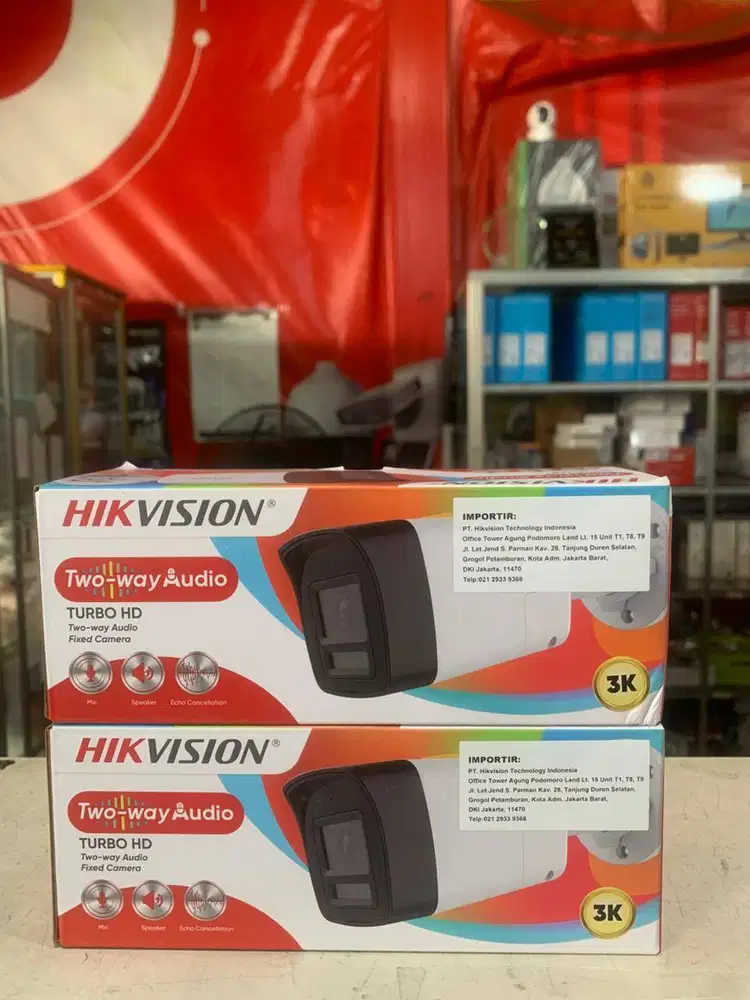 HIKVISION®
Two-way Audio
TURBO HD
Two-way Audio
Fixed Camera
Mic
Speaker
Echo Cancellation
IMPORTIR:
PT. Hikvision Technology Indonesia
Office Tower Agung Podomoro Land Lt. 15 Unit T1, T8, T9
Jl. Let.Jend S. Parman Kav. 28, Tanjung Duren Selatan,
Grogol Petamburan, Kota Adm. Jakarta Barat,
DKI Jakarta, 11470
Telp:021 2933 9366
3K
HIKVISION®
Two-way Audio
TURBO HD
Two-way Audio
Fixed Camera
Mic
Speaker
Echo Cancellation
IMPORTIR:
PT. Hikvision Technology Indonesia
Office Tower Agung Podomoro Land Lt. 15 Unit T1, T8, T9
Jl. Let.Jend S. Parman Kav. 28, Tanjung Duren Selatan,
Grogol Petamburan, Kota Adm. Jakarta Barat,
DKI Jakarta, 11470
Telp:021 2933 9366
3K